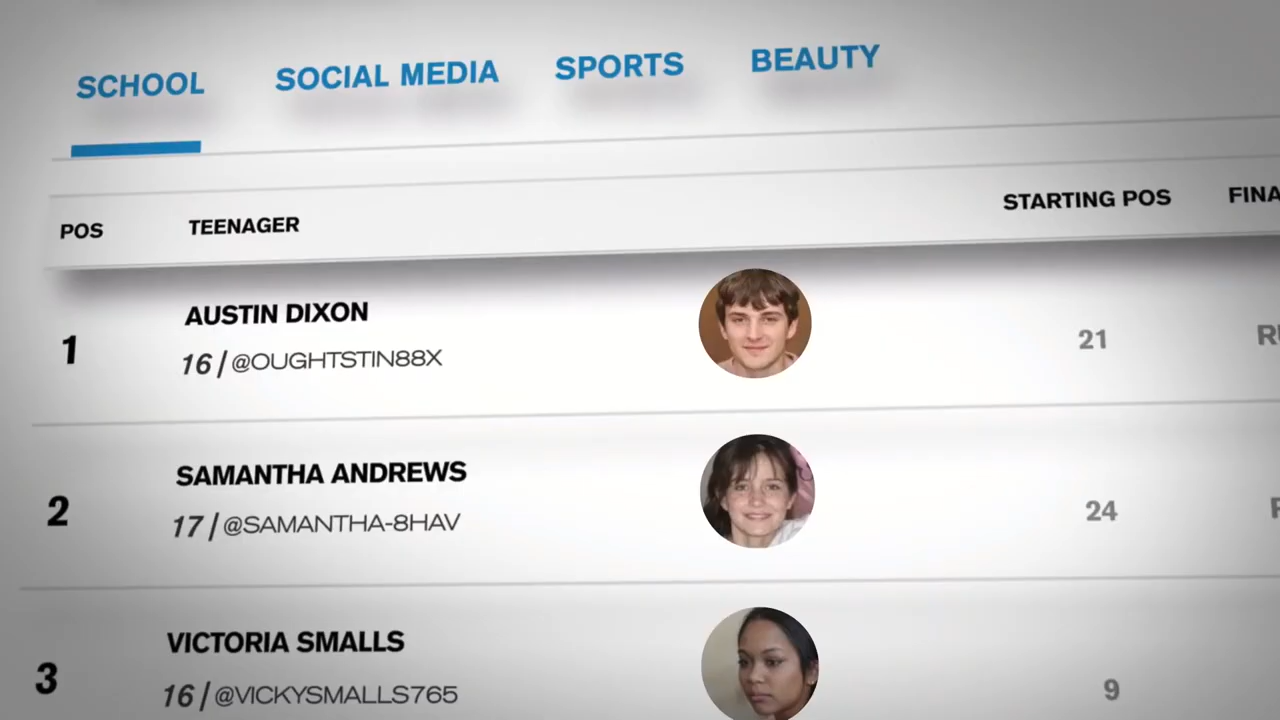 SCHOOL SOCIAL MEDIA SPORTS BEAUTY
POS TEENAGER STARTING POS
1 AUSTIN DIXON 21
16 / @OUGHTSTIN88X
2 SAMANTHA ANDREWS 24
17 / @SAMANTHA-8HAV
3 VICTORIA SMALLS 9
16 / @VICKYSMALLS765